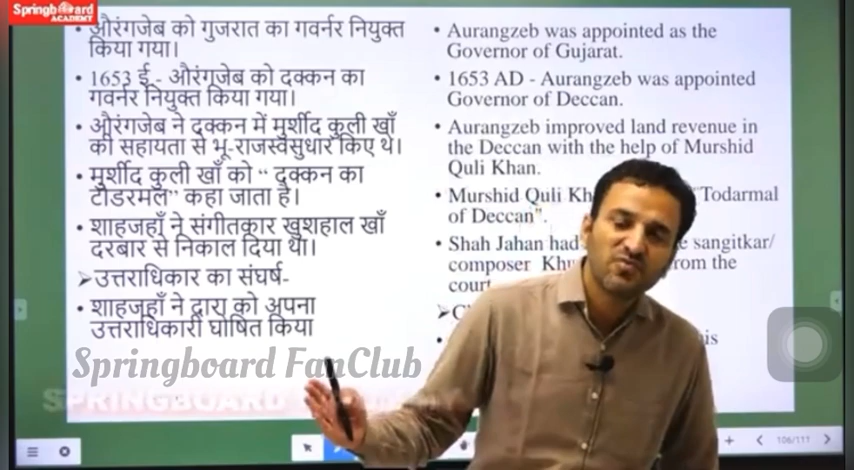 Springboard
ACADEMY
• औरंगजेब को गुजरात का गवर्नर नियुक्त
किया गया।
• 1653 ई.- औरंगजेब को दक्कन का
गवर्नर नियुक्त किया गया।
• औरंगजेब ने दक्कन में मुर्शीद कुली खाँ
की सहायता से भू-राजस्वसुधार किए थे।
• मुर्शीद कुली खाँ को “ दक्कन का
टोडरमल” कहा जाता है।
• शाहजहाँ ने संगीतकार खुशहाल खाँ
दरबार से निकाल दिया था।
➤उत्तराधिकार का संघर्ष-
• शाहजहाँ ने दारा को अपना
उत्तराधिकारी घोषित किया
• Aurangzeb was appointed as the
Governor of Gujarat.
• 1653 AD - Aurangzeb was appointed
Governor of Deccan.
• Aurangzeb improved land revenue in
the Deccan with the help of Murshid
Quli Khan.
• Murshid Quli Kh "Todarmal
of Deccan".
• Shah Jahan had sangitkar/
composer from the
court
Springboard FanClub
SPRINGBOARD
106/111